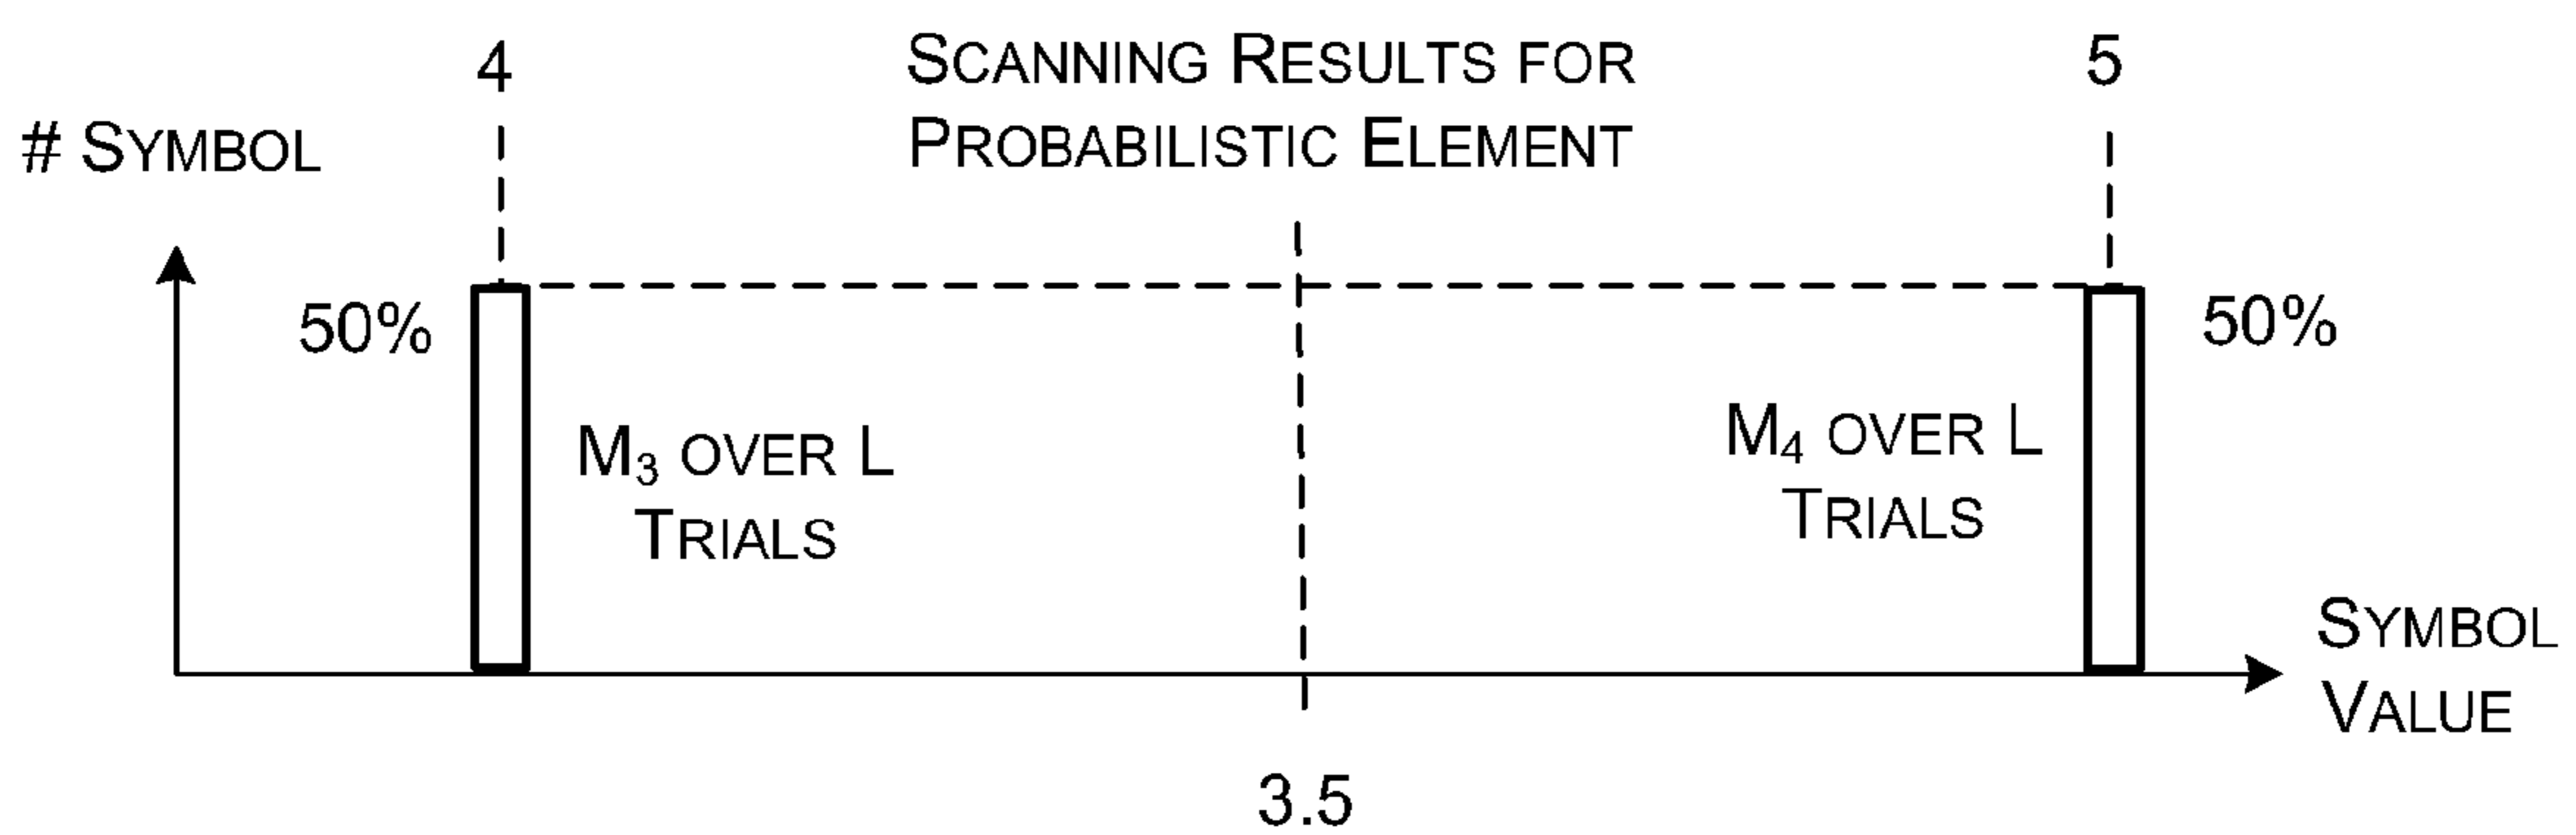 4
SCANNING RESULTS FOR
PROBABILISTIC ELEMENT
5
# SYMBOL
50%
50%
M₃ OVER L
TRIALS
M₄ OVER L
TRIALS
SYMBOL
VALUE
3.5